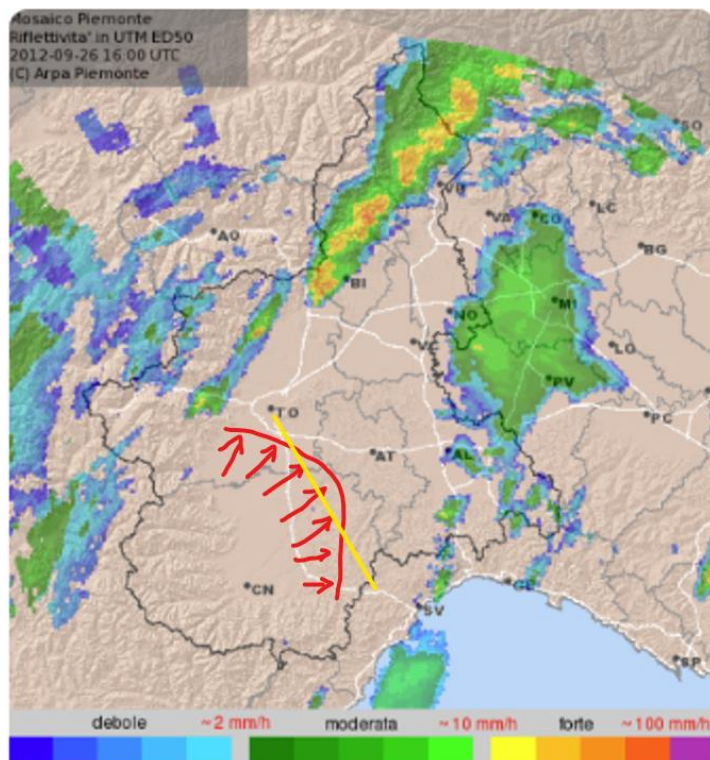 Mosaico Piemonte
Riflettivita' in UTM ED50
2012-09-26 16:00 UTC
(C) Arpa Piemonte
SO
VB
VA
CO
LC
AO
BG
BI
MI
NO
VC
LO
PV
TO
PC
AT
AL
CN
GE
SV
SP
debole ~2 mm/h moderata ~10 mm/h forte ~100 mm/h